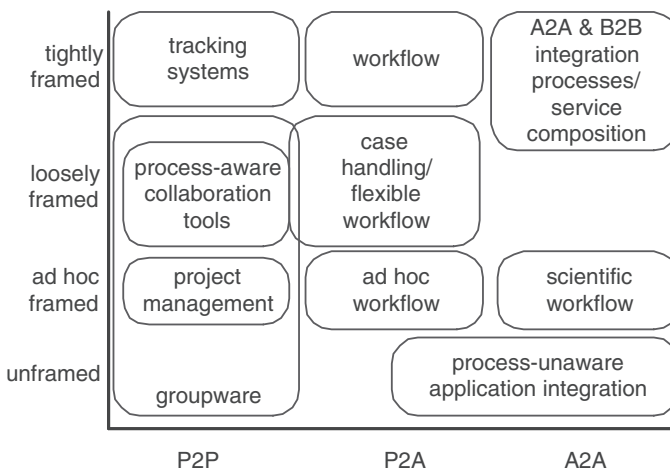 tightly
framed
tracking
systems
workflow
A2A & B2B
integration
processes/
service
composition
loosely
framed
process-aware
collaboration
tools
case
handling/
flexible
workflow
ad hoc
framed
project
management
ad hoc
workflow
scientific
workflow
unframed
groupware
process-unaware
application integration
P2P
P2A
A2A